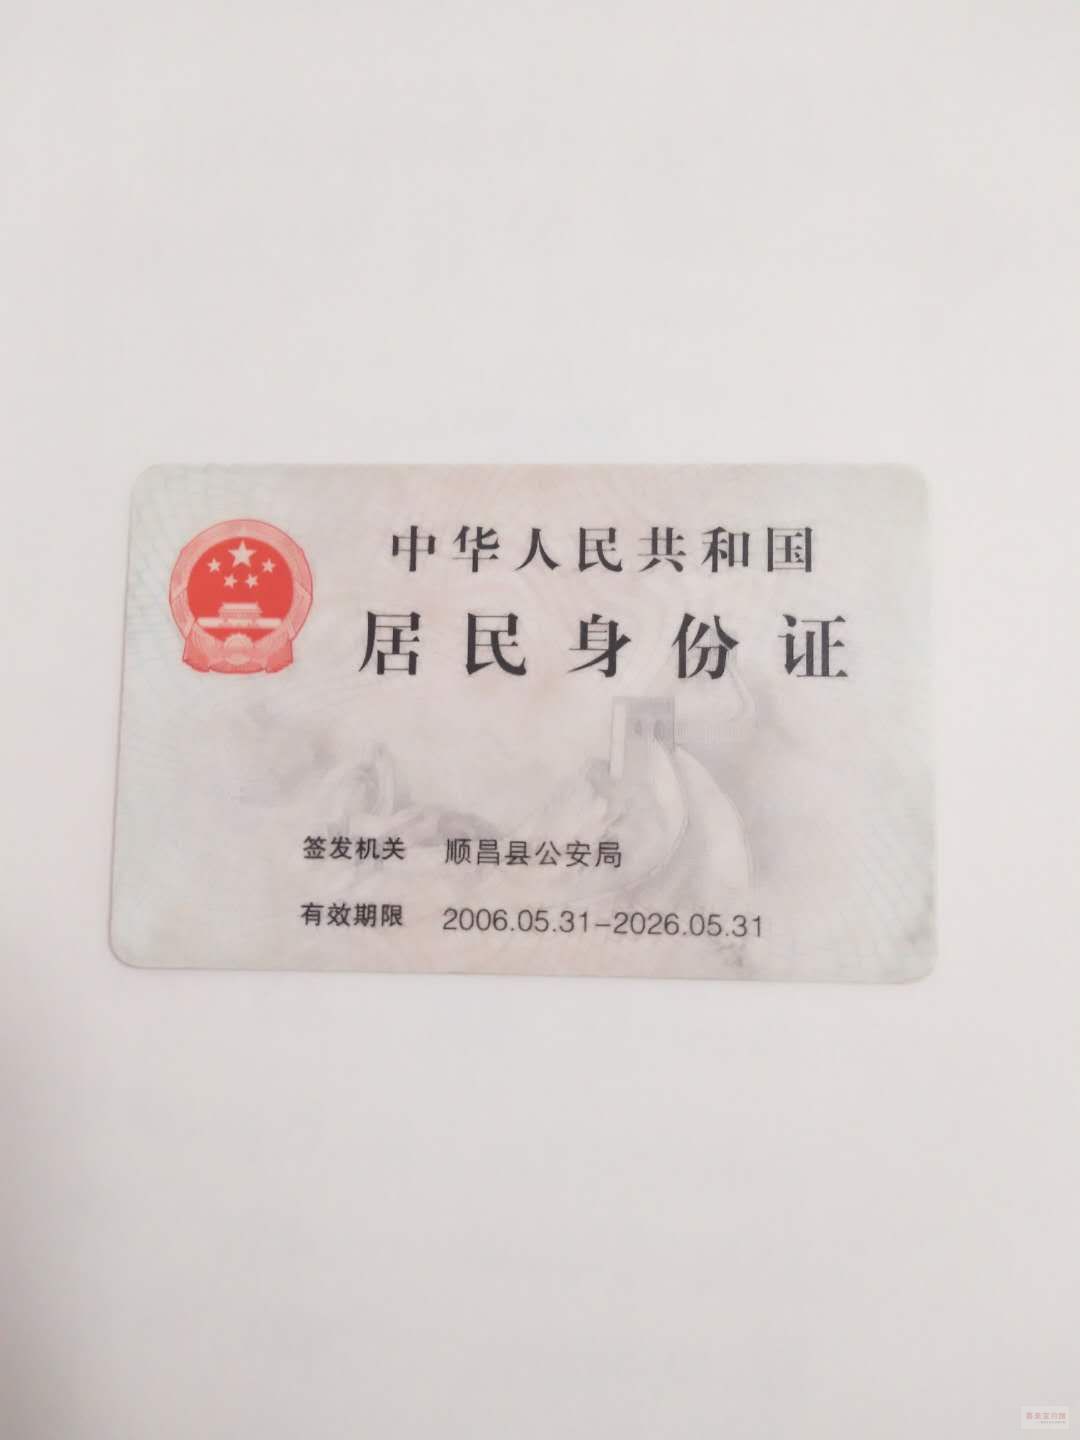 中华人民共和国
居民身份证
签发机关 顺昌县公安局
有效期限 2006.05.31-2026.05.31